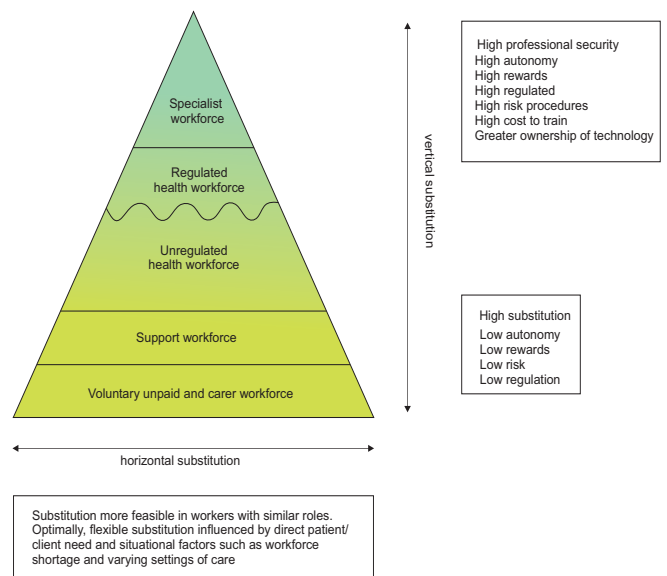 Specialist
workforce
Regulated
health workforce
Unregulated
health workforce
Support workforce
Voluntary unpaid and carer workforce
horizontal substitution
vertical substitution
High professional security
High autonomy
High rewards
High regulated
High risk procedures
High cost to train
Greater ownership of technology
High substitution
Low autonomy
Low rewards
Low risk
Low regulation
Substitution more feasible in workers with similar roles.
Optimally, flexible substitution influenced by direct patient/
client need and situational factors such as workforce
shortage and varying settings of care